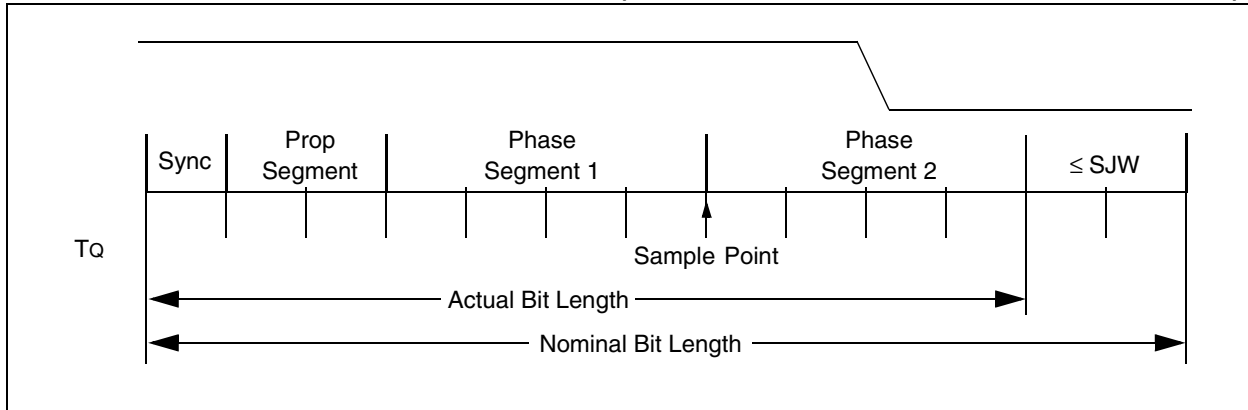 Sync
Prop
Segment
Phase
Segment 1
Phase
Segment 2
≤ SJW
TQ
Sample Point
Actual Bit Length
Nominal Bit Length